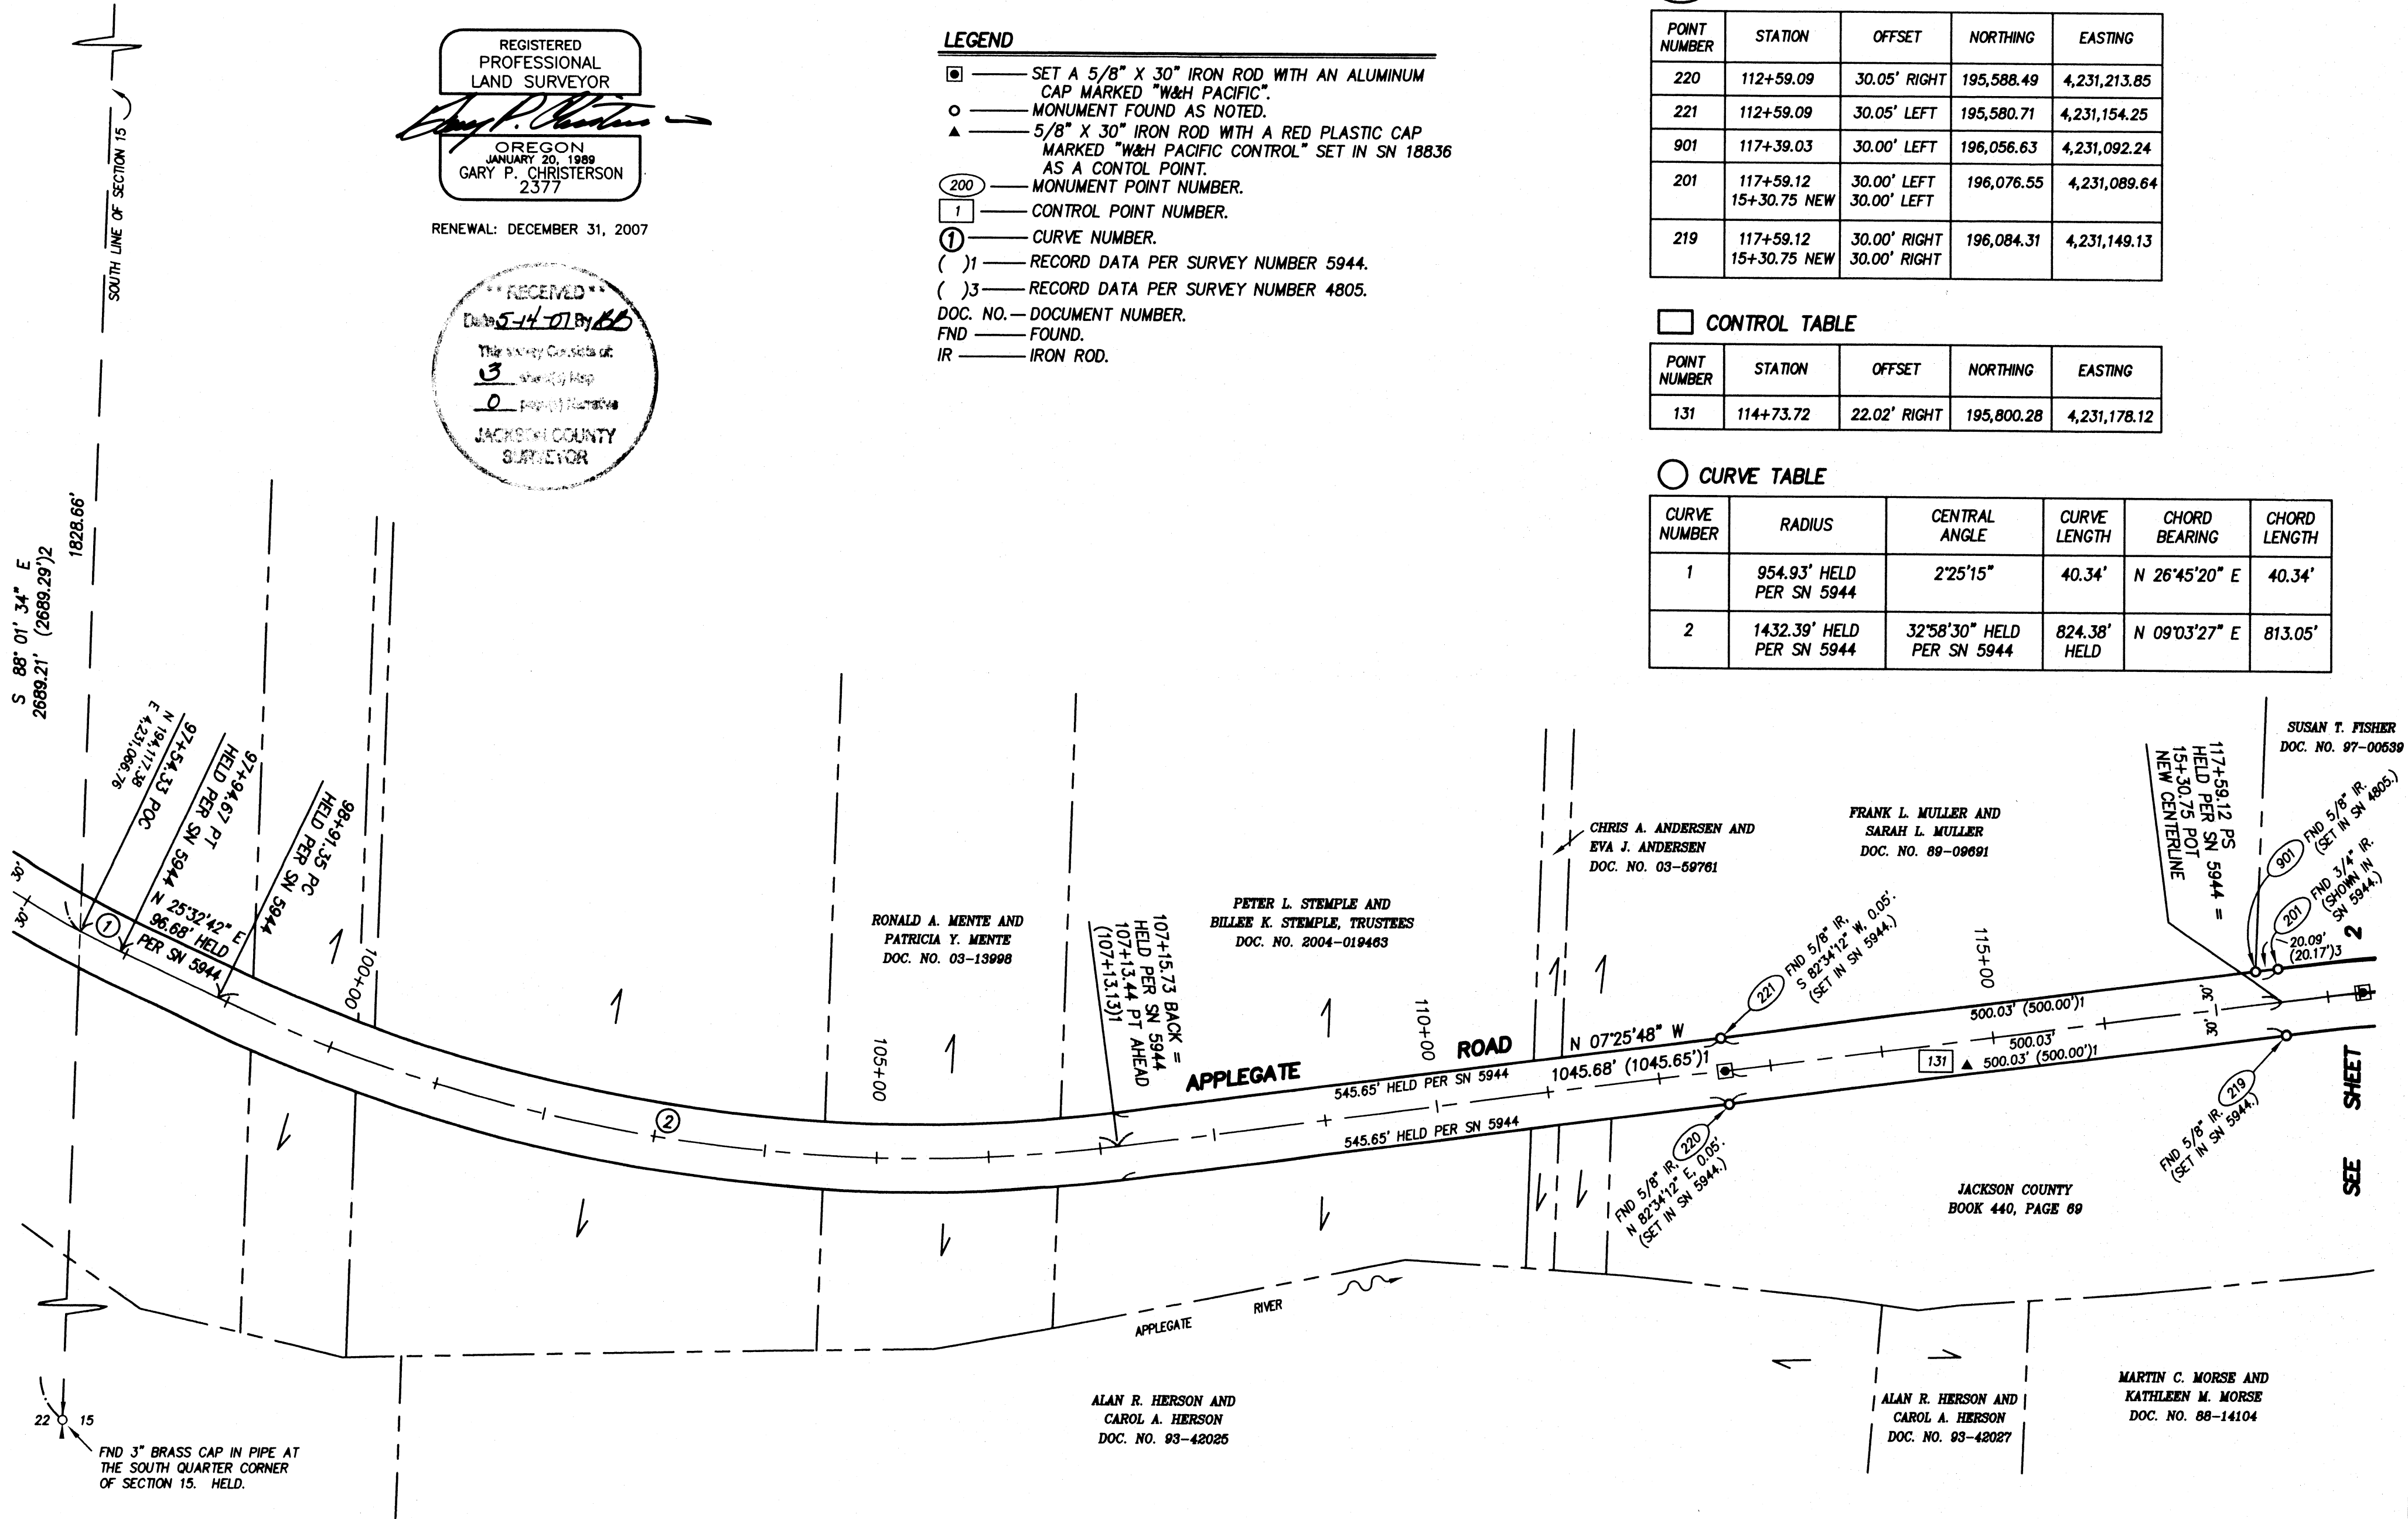 REGISTERED
PROFESSIONAL
LAND SURVEYOR
OREGON
JANUARY 20, 1989
GARY P. CHRISTERSON
2377
RENEWAL: DECEMBER 31, 2007
** RECEIVED **
Date 5-14-07 By BB
This survey Consists of:
3 sheet(s) Map
0 page(s) Narrative
JACKSON COUNTY
SURVEYOR
LEGEND
SET A 5/8" X 30" IRON ROD WITH AN ALUMINUM
CAP MARKED "W&H PACIFIC".
MONUMENT FOUND AS NOTED.
5/8" X 30" IRON ROD WITH A RED PLASTIC CAP
MARKED "W&H PACIFIC CONTROL" SET IN SN 18836
AS A CONTOL POINT.
200 MONUMENT POINT NUMBER.
1 CONTROL POINT NUMBER.
1 CURVE NUMBER.
( )1 RECORD DATA PER SURVEY NUMBER 5944.
( )3 RECORD DATA PER SURVEY NUMBER 4805.
DOC. NO. DOCUMENT NUMBER.
FND FOUND.
IR IRON ROD.
POINT NUMBER STATION OFFSET NORTHING EASTING
220 112+59.09 30.05' RIGHT 195,588.49 4,231,213.85
221 112+59.09 30.05' LEFT 195,580.71 4,231,154.25
901 117+39.03 30.00' LEFT 196,056.63 4,231,092.24
201 117+59.12 30.00' LEFT 196,076.55 4,231,089.64
15+30.75 NEW 30.00' LEFT
219 117+59.12 30.00' RIGHT 196,084.31 4,231,149.13
15+30.75 NEW 30.00' RIGHT
CONTROL TABLE
POINT NUMBER STATION OFFSET NORTHING EASTING
131 114+73.72 22.02' RIGHT 195,800.28 4,231,178.12
CURVE TABLE
CURVE NUMBER RADIUS CENTRAL ANGLE CURVE LENGTH CHORD BEARING CHORD LENGTH
1 954.93' HELD PER SN 5944 2°25'15" 40.34' N 26°45'20" E 40.34'
2 1432.39' HELD PER SN 5944 32°58'30" HELD PER SN 5944 824.38' HELD N 09°03'27" E 813.05'
SOUTH LINE OF SECTION 15
1828.66'
S 88° 01' 34" E
2689.21' (2689.29')2
97+54.33 POC
N 194,117.38
E 4,231,066.76
97+94.67 PT
HELD PER SN 5944
98+91.35 PC
HELD PER SN 5944
30'
30'
1
N 25°32'42" E
96.68' HELD
PER SN 5944
100+00
2
105+00
RONALD A. MENTE AND
PATRICIA Y. MENTE
DOC. NO. 03-13998
107+15.73 BACK =
HELD PER SN 5944
107+13.44 PT AHEAD
(107+13.13)1
PETER L. STEMPLE AND
BILLEE K. STEMPLE, TRUSTEES
DOC. NO. 2004-019463
110+00
APPLEGATE ROAD
N 07°25'48" W
545.65' HELD PER SN 5944
1045.68' (1045.65')1
545.65' HELD PER SN 5944
CHRIS A. ANDERSEN AND
EVA J. ANDERSEN
DOC. NO. 03-59761
FRANK L. MULLER AND
SARAH L. MULLER
DOC. NO. 89-09691
221
FND 5/8" IR,
S 82°34'12" W, 0.05'.
(SET IN SN 5944.)
220
FND 5/8" IR,
N 82°34'12" E, 0.05'.
(SET IN SN 5944.)
115+00
500.03' (500.00')1
500.03'
131
500.03' (500.00')1
30'
30'
117+59.12 PS
HELD PER SN 5944 =
15+30.75 POT
NEW CENTERLINE
SUSAN T. FISHER
DOC. NO. 97-00539
901
FND 5/8" IR.
(SET IN SN 4805.)
201
FND 3/4" IR.
(SHOWN IN
SN 5944.)
20.09'
(20.17')3
219
FND 5/8" IR.
(SET IN SN 5944.)
SEE SHEET 2
JACKSON COUNTY
BOOK 440, PAGE 69
APPLEGATE RIVER
ALAN R. HERSON AND
CAROL A. HERSON
DOC. NO. 93-42025
ALAN R. HERSON AND
CAROL A. HERSON
DOC. NO. 93-42027
MARTIN C. MORSE AND
KATHLEEN M. MORSE
DOC. NO. 88-14104
22 15
FND 3" BRASS CAP IN PIPE AT
THE SOUTH QUARTER CORNER
OF SECTION 15. HELD.